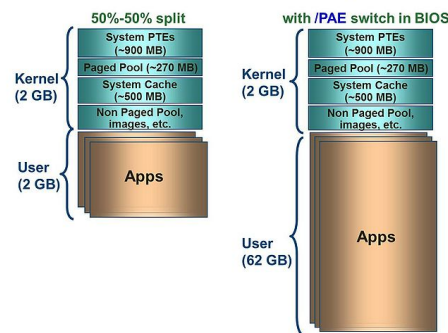 50%-50% split
Kernel
(2 GB)
System PTEs
(~900 MB)
Paged Pool (~270 MB)
System Cache
(~500 MB)
Non Paged Pool,
images, etc.
User
(2 GB)
Apps
with /PAE switch in BIOS
Kernel
(2 GB)
System PTEs
(~900 MB)
Paged Pool (~270 MB)
System Cache
(~500 MB)
Non Paged Pool,
images, etc.
User
(62 GB)
Apps